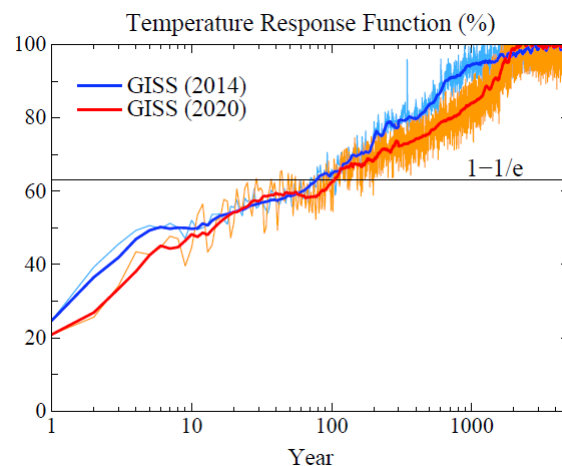 Temperature Response Function (%)
100
80
60
40
20
0
GISS (2014)
GISS (2020)
1−1/e
1 10 100 1000
Year